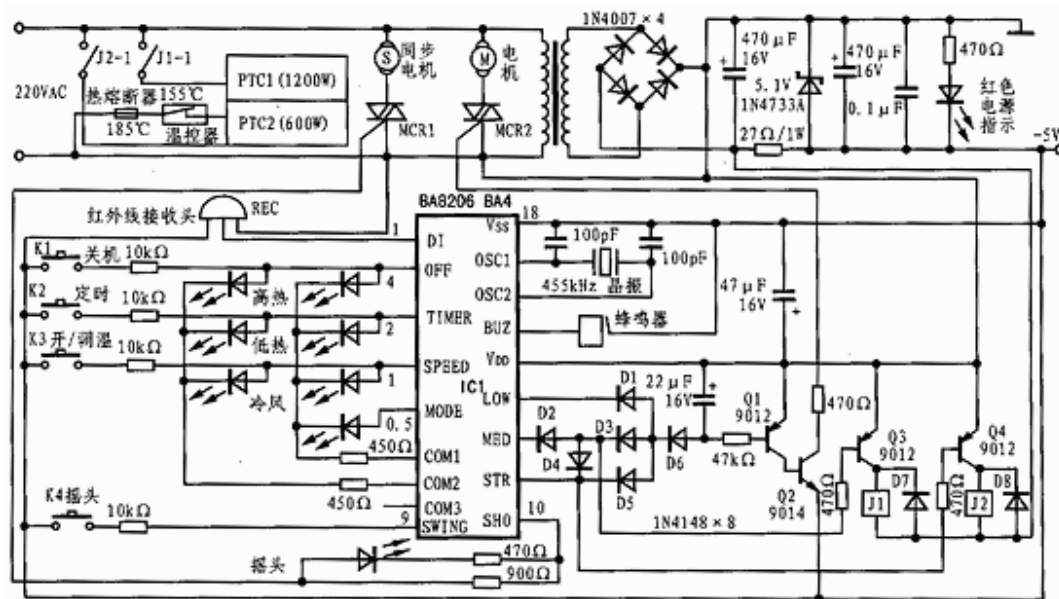 1N4007×4
J2-1
J1-1
220VAC
热熔断器
155℃
185℃
温控器
PTC1(1200W)
PTC2(600W)
S
同步
电机
MCR1
M
电机
MCR2
470μF
16V
5.1V
1N4733A
27Ω/1W
470μF
16V
0.1μF
470Ω
红色
电源
指示
-5V
红外线接收头
REC
BA8206 BA4
K1
关机
10kΩ
K2
定时
10kΩ
K3开/调温
10kΩ
高热
低热
冷风
4
2
1
0.5
450Ω
450Ω
1
DI
OFF
TIMER
SPEED
IC1
MODE
COM1
COM2
COM3
9
SWING
18
VSS
OSC1
OSC2
BUZ
VDD
LOW
MED
STR
10
SHO
100pF
100pF
455kHz 晶振
蜂鸣器
47μF
16V
22μF
16V
D1
D2
D3
D4
D5
D6
47kΩ
1N4148×8
Q1
9012
Q2
9014
470Ω
470Ω
Q3
9012
J1
D7
470Ω
Q4
9012
J2
D8
K4摇头
10kΩ
摇头
470Ω
900Ω